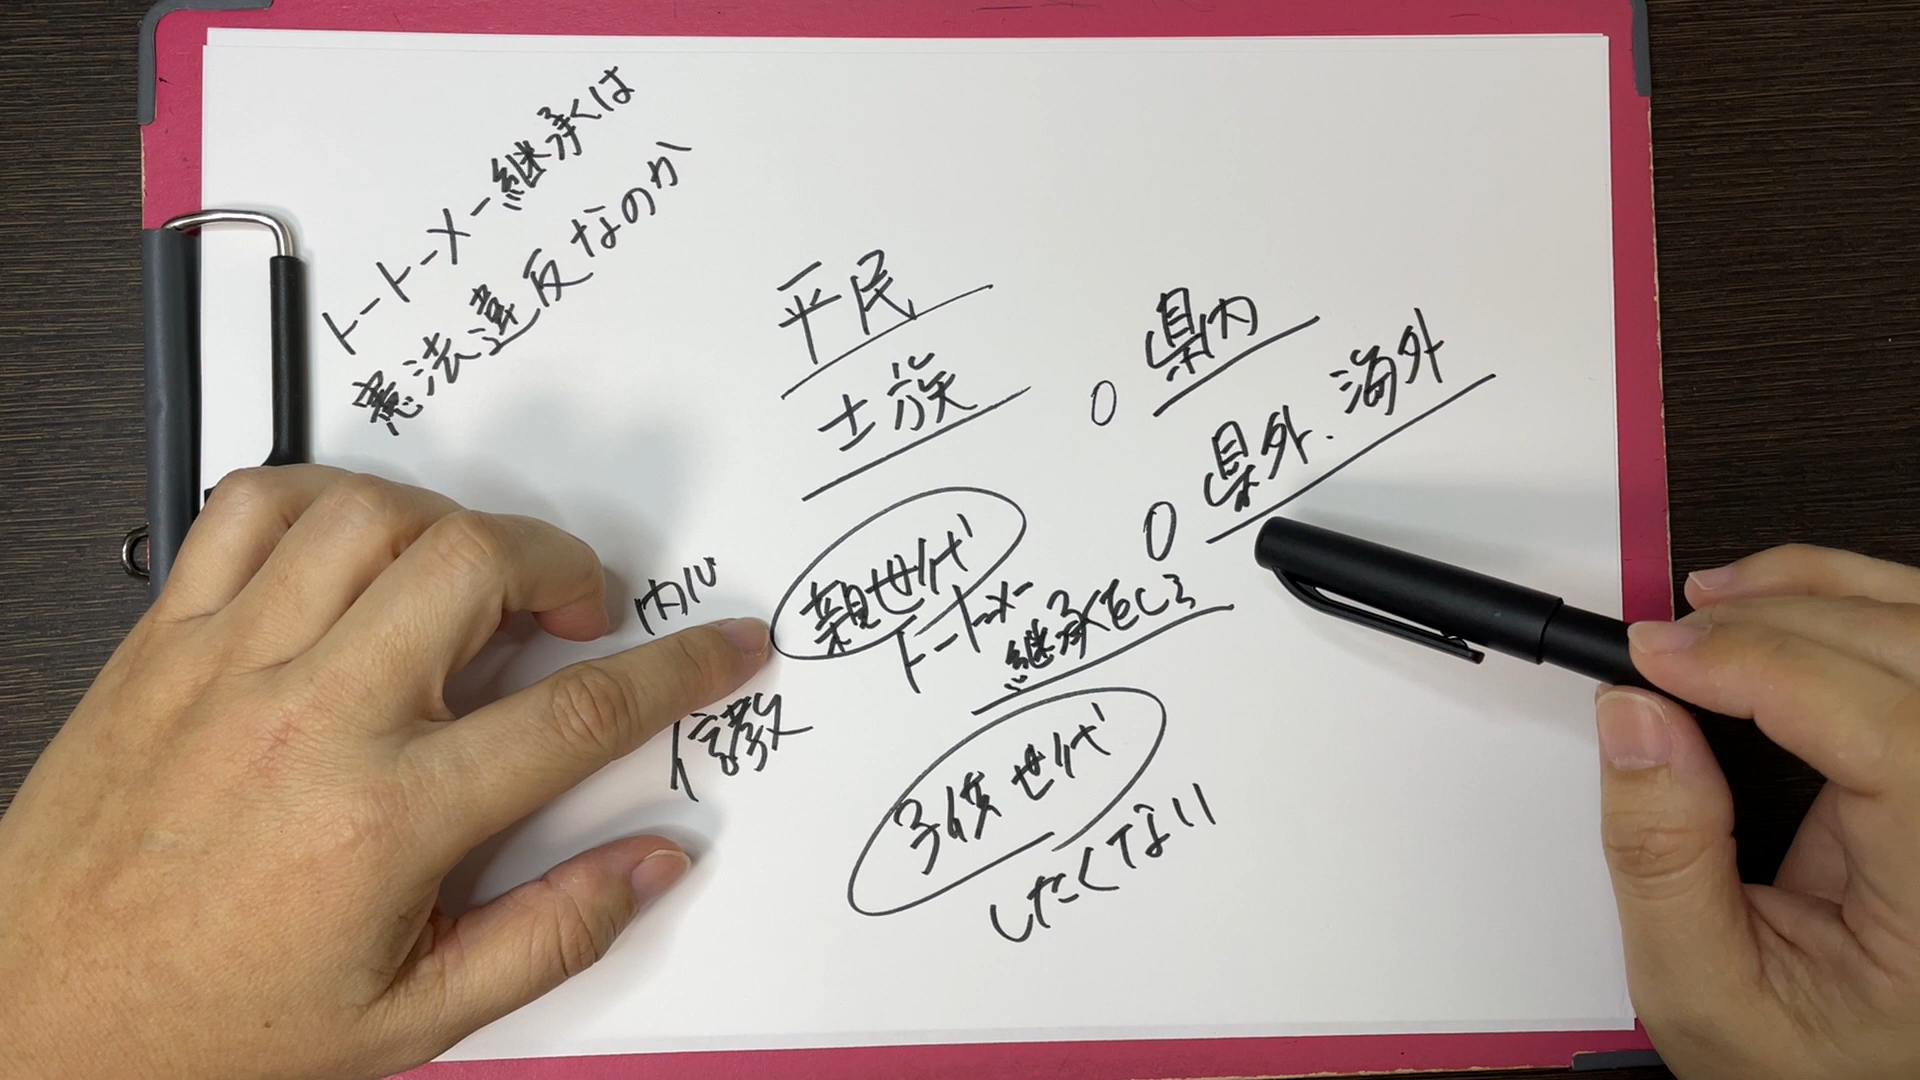 トートーメー継承は
憲法違反なのか
平民
士族
県内
県外、海外
親世代
トートーメー
継承をしろ
内心
信教
子供世代
したくない